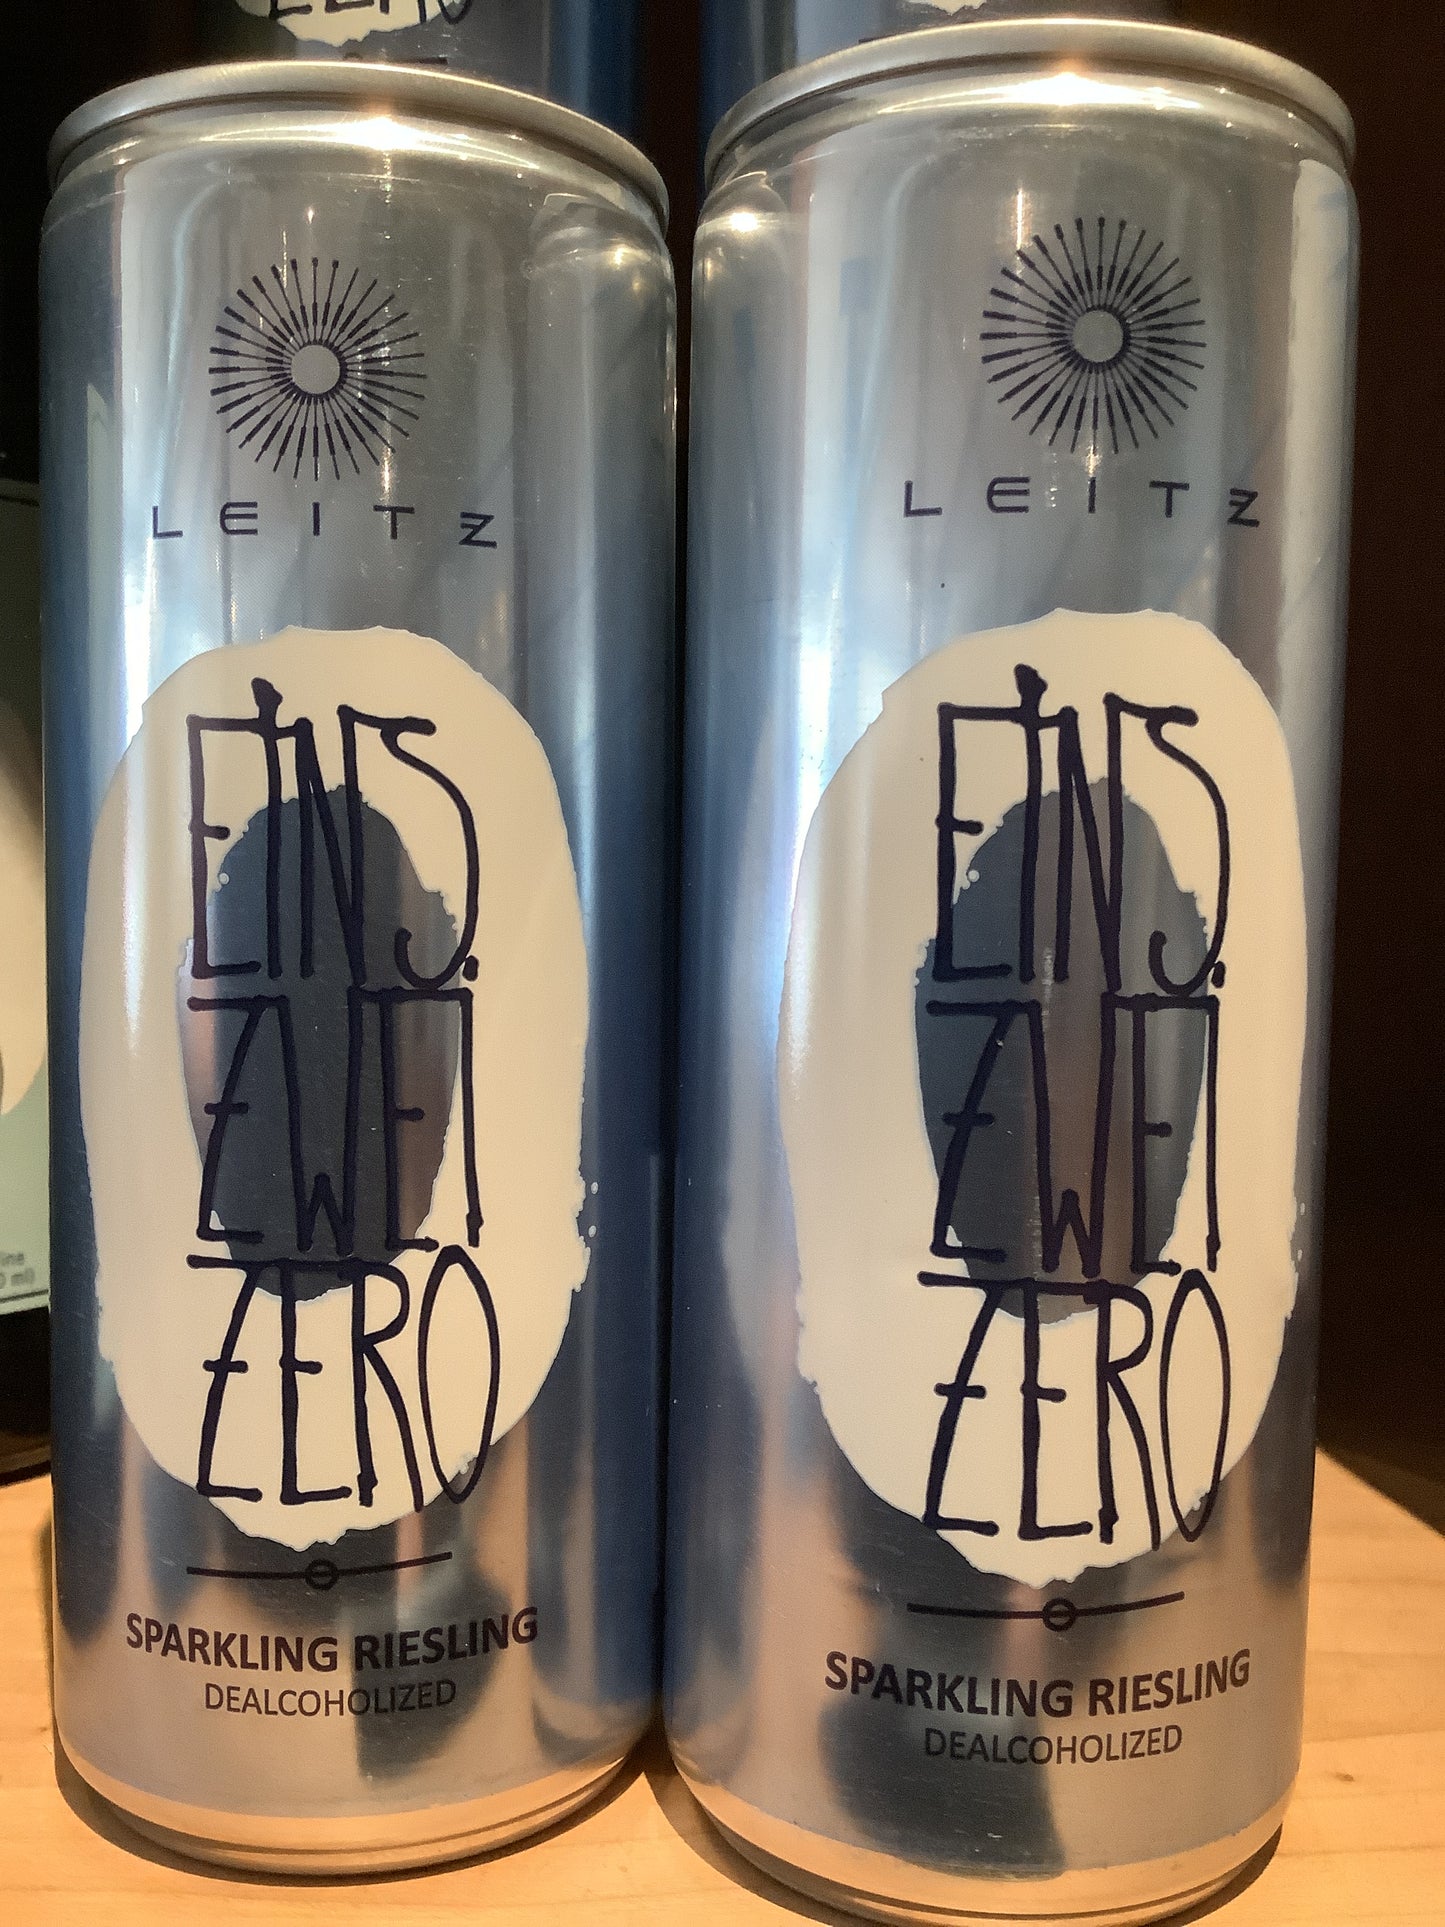 LEITZ
EINS.
ZWEI
ZERO
SPARKLING RIESLING
DEALCOHOLIZED
LEITZ
EINS.
ZWEI
ZERO
SPARKLING RIESLING
DEALCOHOLIZED